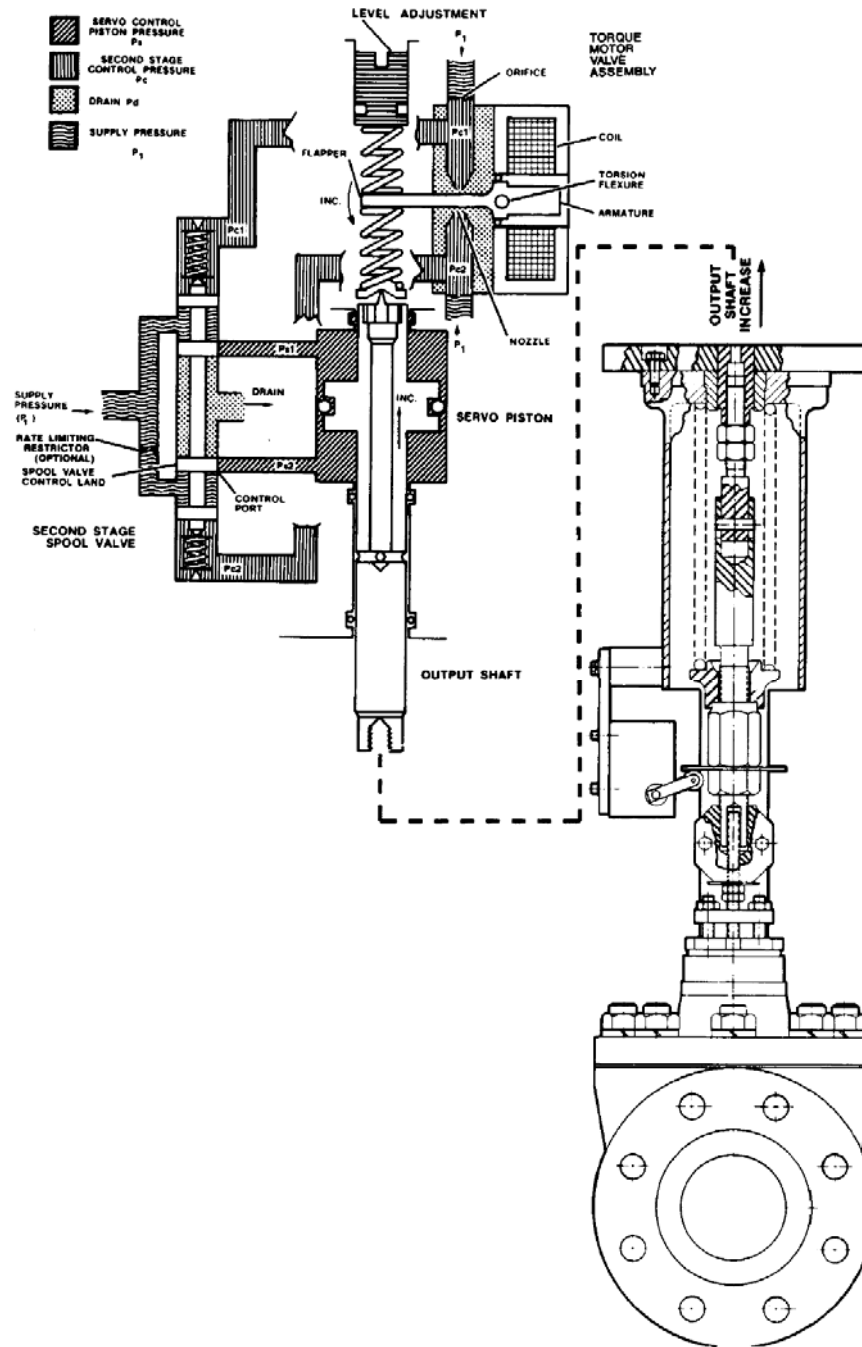 LEVEL ADJUSTMENT
SERVO CONTROL
PISTON PRESSURE
Ps
SECOND STAGE
CONTROL PRESSURE
Pc
DRAIN Pd
SUPPLY PRESSURE
P1
P1
TORQUE
MOTOR
VALVE
ASSEMBLY
ORIFICE
Pc1
COIL
FLAPPER
TORSION
FLEXURE
INC.
ARMATURE
Pc1
Pc2
P1
NOZZLE
OUTPUT
SHAFT
INCREASE
Ps1
DRAIN
INC.
SERVO PISTON
SUPPLY
PRESSURE
(P1)
RATE LIMITING
RESTRICTOR
(OPTIONAL)
SPOOL VALVE
CONTROL LAND
Ps2
CONTROL
PORT
SECOND STAGE
SPOOL VALVE
Pc2
OUTPUT SHAFT